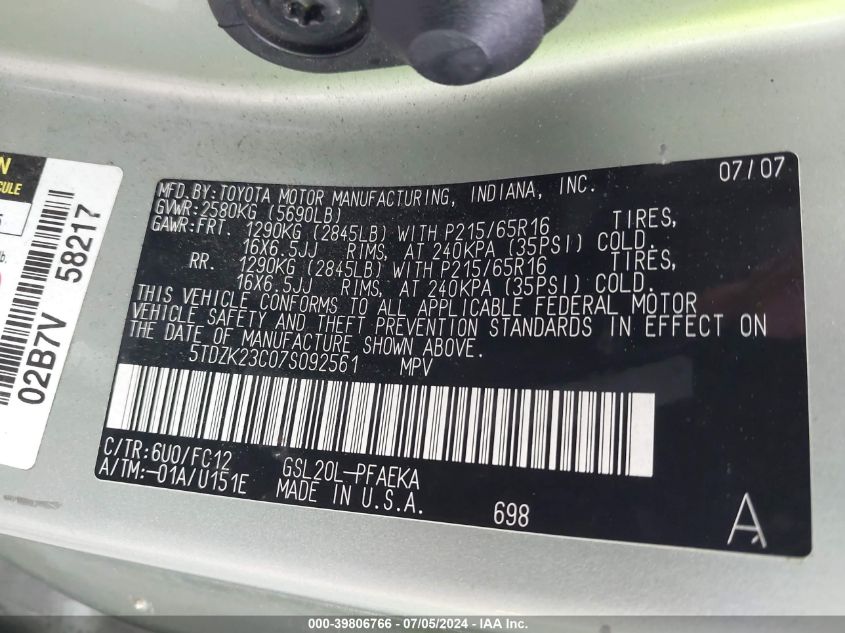 07/07
MFD. BY: TOYOTA MOTOR MANUFACTURING, INDIANA, INC.
GVWR: 2580KG (5690LB)
GAWR: FRT. 1290KG (2845LB) WITH P215/65R16 TIRES,
16X6.5JJ RIMS, AT 240KPA (35PSI) COLD.
RR. 1290KG (2845LB) WITH P215/65R16 TIRES,
16X6.5JJ RIMS, AT 240KPA (35PSI) COLD.
THIS VEHICLE CONFORMS TO ALL APPLICABLE FEDERAL MOTOR
VEHICLE SAFETY AND THEFT PREVENTION STANDARDS IN EFFECT ON
THE DATE OF MANUFACTURE SHOWN ABOVE.
5TDZK23C07S092561 MPV
C/TR: 6U0/FC12 GSL20L-PFAEKA
A/TM: -01A/U151E MADE IN U.S.A.
698
A
02B7V 58217
000-39806766 - 07/05/2024 - IAA Inc.